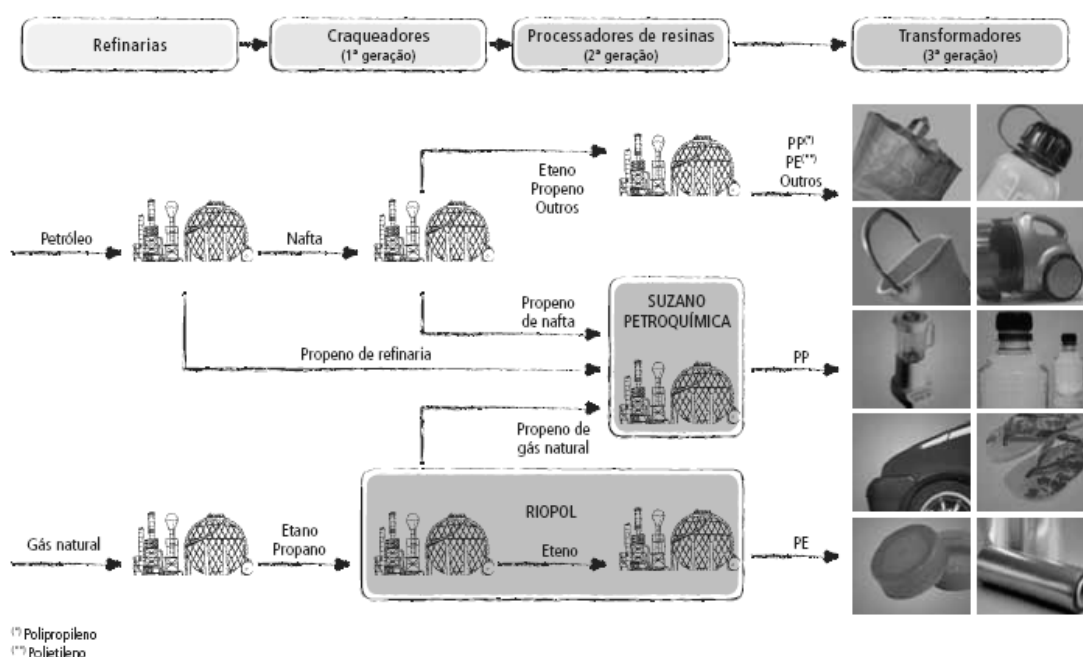 Refinarias
Craqueadores
(1ª geração)
Processadores de resinas
(2ª geração)
Transformadores
(3ª geração)
Eteno
Propeno
Outros
PP(*)
PE(**)
Outros
Petróleo
Nafta
Propeno
de nafta
SUZANO
PETROQUÍMICA
Propeno de refinaria
PP
Propeno de
gás natural
RIOPOL
Gás natural
Etano
Propano
Eteno
PE
(*) Polipropileno
(**) Polietileno